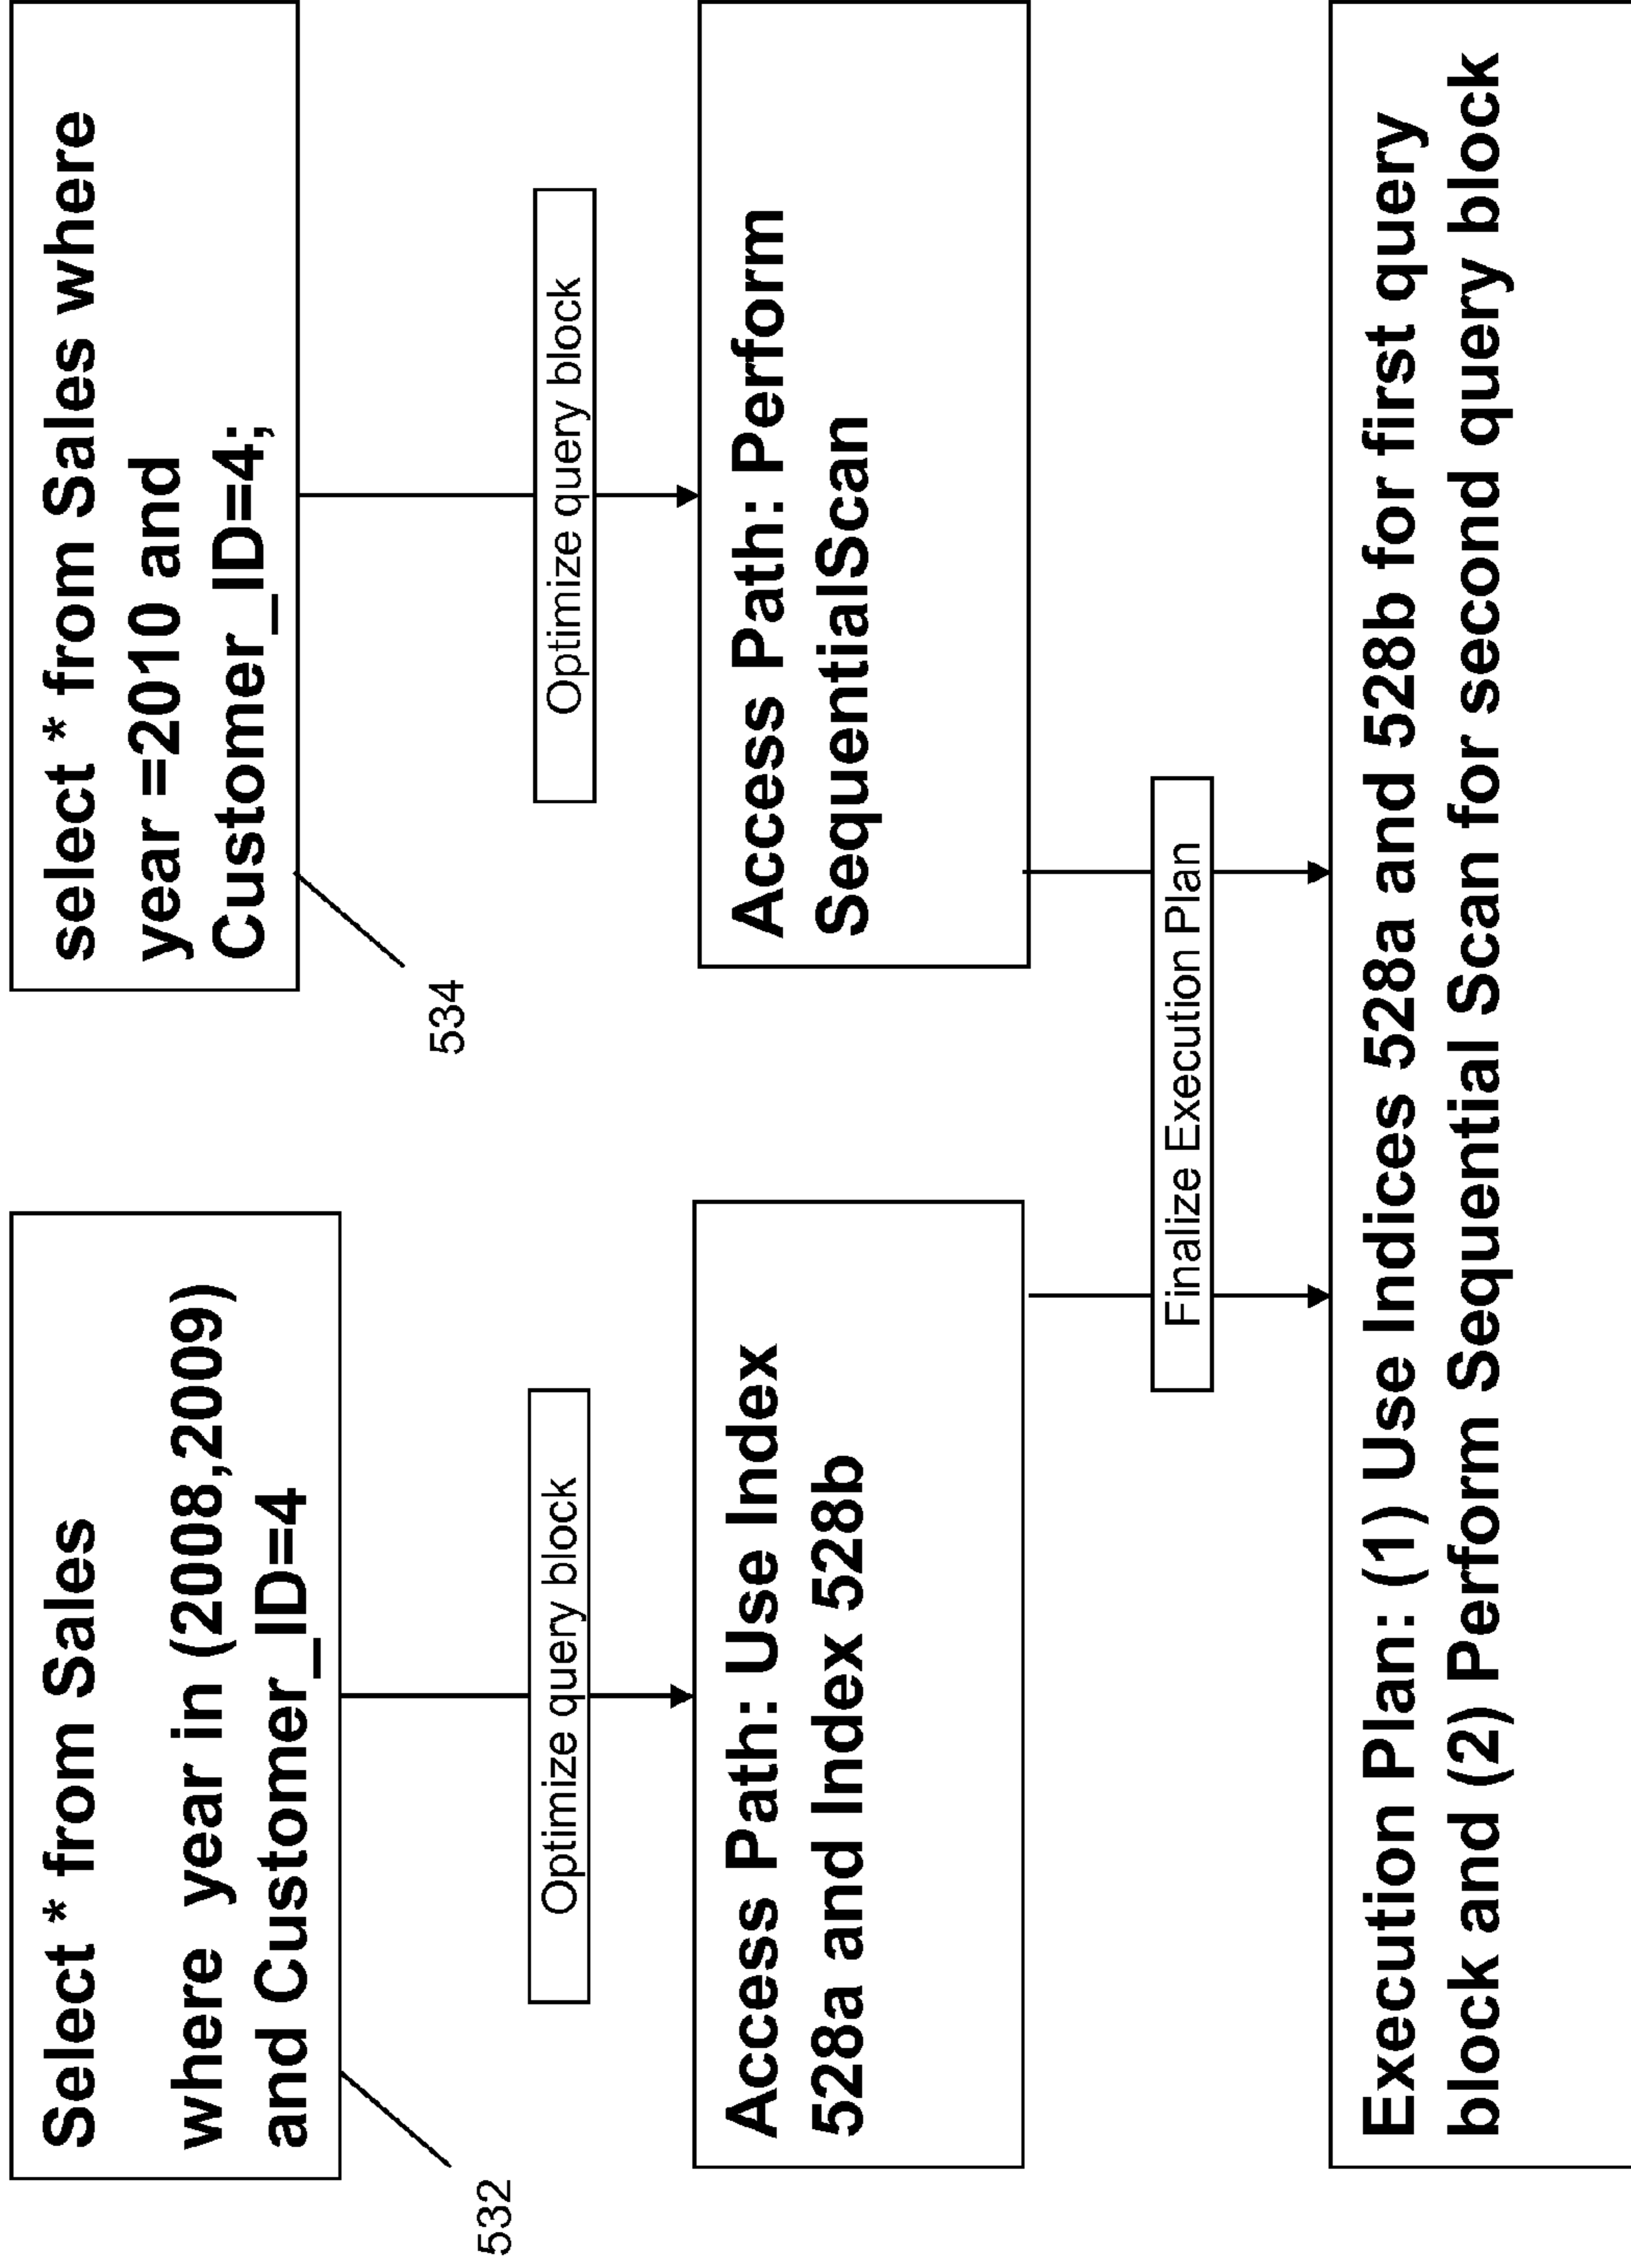 Select * from Sales
where year in (2008,2009)
and Customer_ID=4
532
select * from Sales where
year =2010 and
Customer_ID=4;
534
Optimize query block
Optimize query block
Access Path: Use Index
528a and Index 528b
Access Path: Perform
SequentialScan
Finalize Execution Plan
Execution Plan: (1) Use Indices 528a and 528b for first query
block and (2) Perform Sequential Scan for second query block